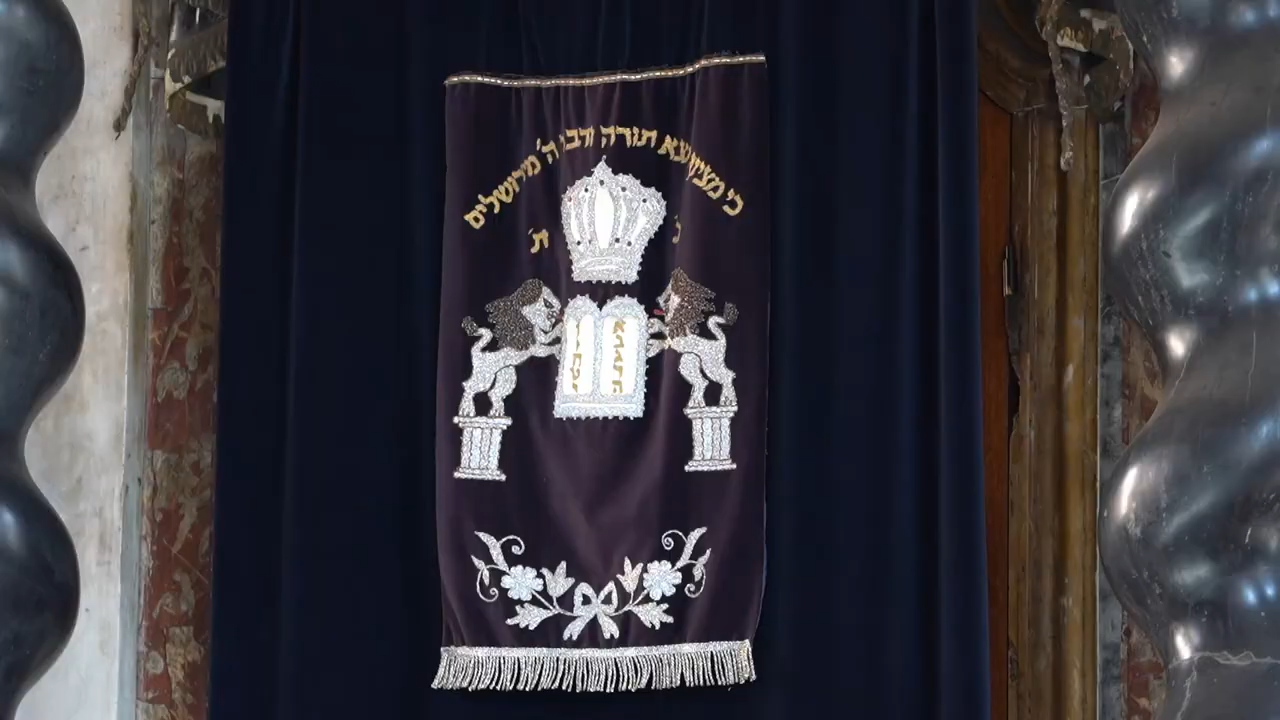 כי מציון תצא תורה ודבר ה׳ מירושלים
כ׳ ת׳
א ב ג ד ה
ו ז ח ט י